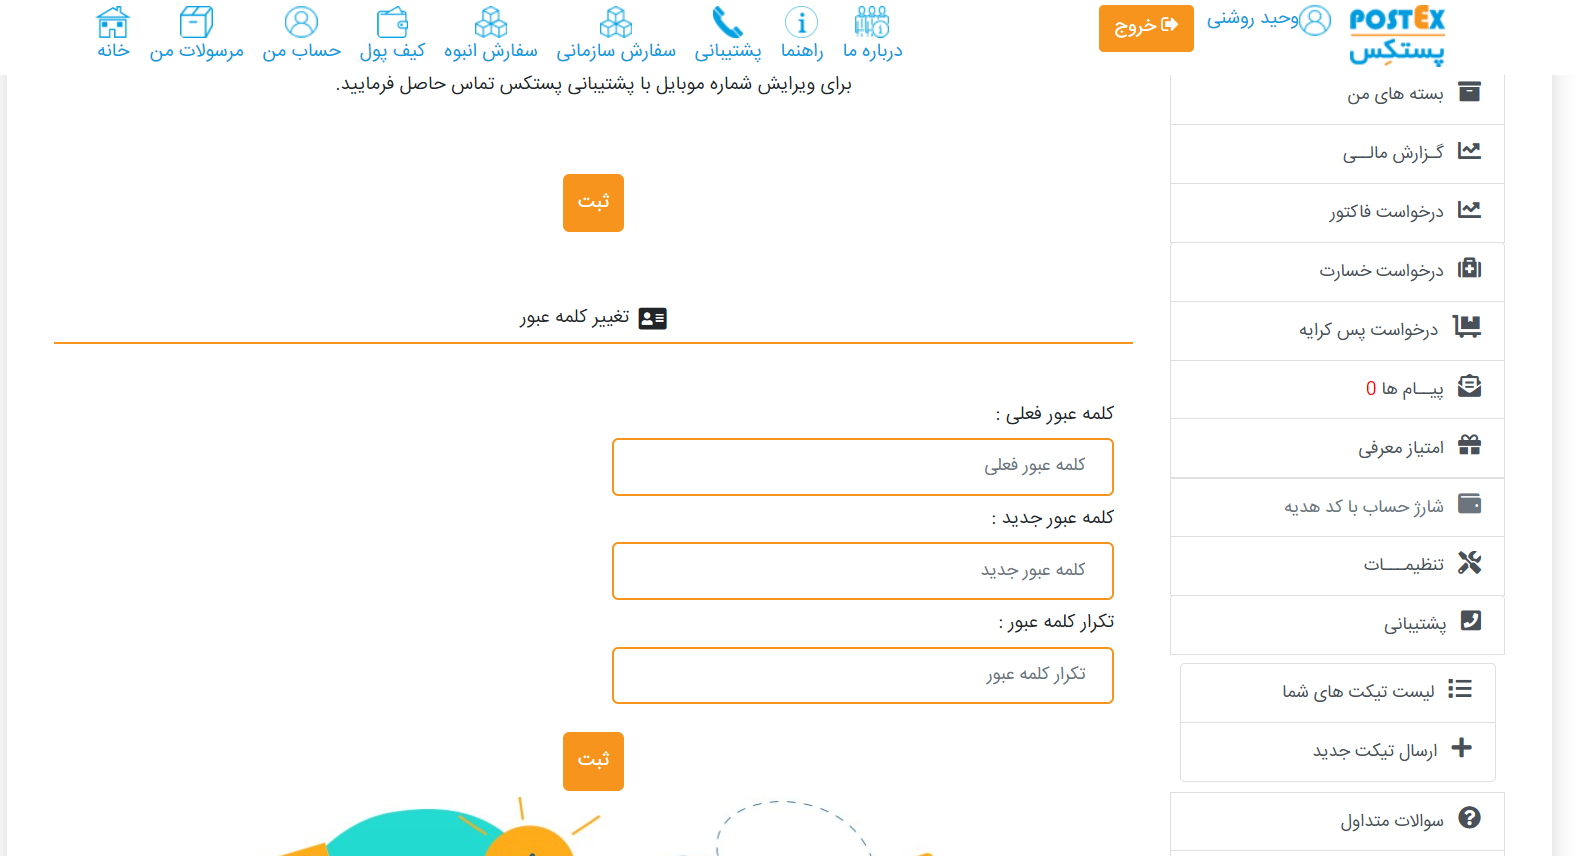 POSTEX
پستکس
وحید روشنی
خروج
درباره ما
راهنما
پشتیبانی
سفارش سازمانی
سفارش انبوه
کیف پول
حساب من
مرسولات من
خانه
بسته های من
گـزارش مالــی
درخواست فاکتور
درخواست خسارت
درخواست پس کرایه
پیــام ها 0
امتیاز معرفی
شارژ حساب با کد هدیه
تنظیمـــات
پشتیبانی
لیست تیکت های شما
ارسال تیکت جدید
سوالات متداول
برای ویرایش شماره موبایل با پشتیبانی پستکس تماس حاصل فرمایید.
ثبت
تغییر کلمه عبور
کلمه عبور فعلی :
کلمه عبور فعلی
کلمه عبور جدید :
کلمه عبور جدید
تکرار کلمه عبور :
تکرار کلمه عبور
ثبت